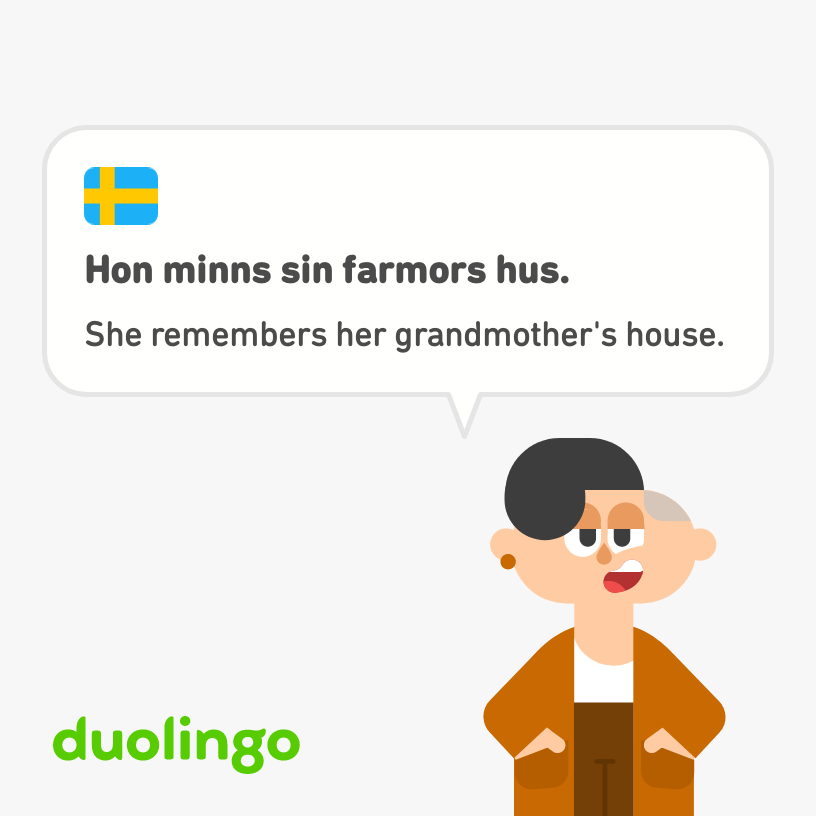 Hon minns sin farmors hus.
She remembers her grandmother's house.
duolingo